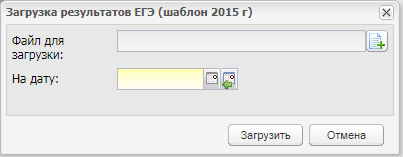 Загрузка результатов ЕГЭ (шаблон 2015 г)
Файл для
загрузки:
На дату:
Загрузить
Отмена